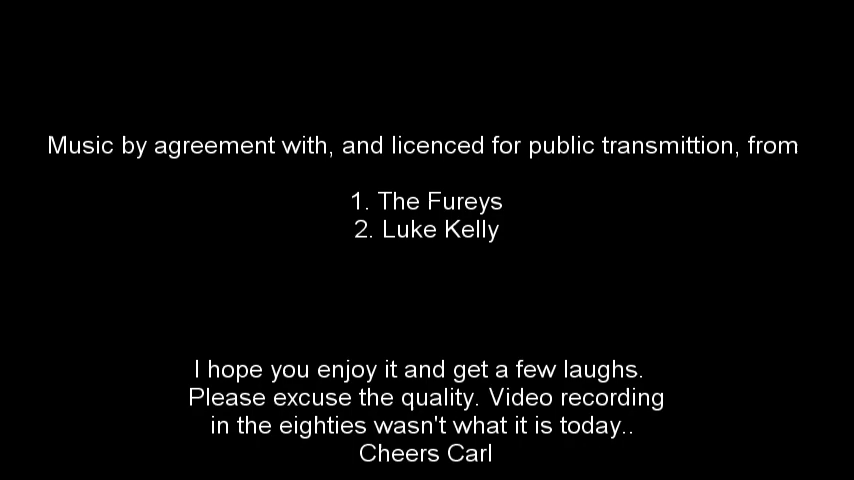 Music by agreement with, and licenced for public transmittion, from
1. The Fureys
2. Luke Kelly
I hope you enjoy it and get a few laughs.
Please excuse the quality. Video recording
in the eighties wasn't what it is today..
Cheers Carl